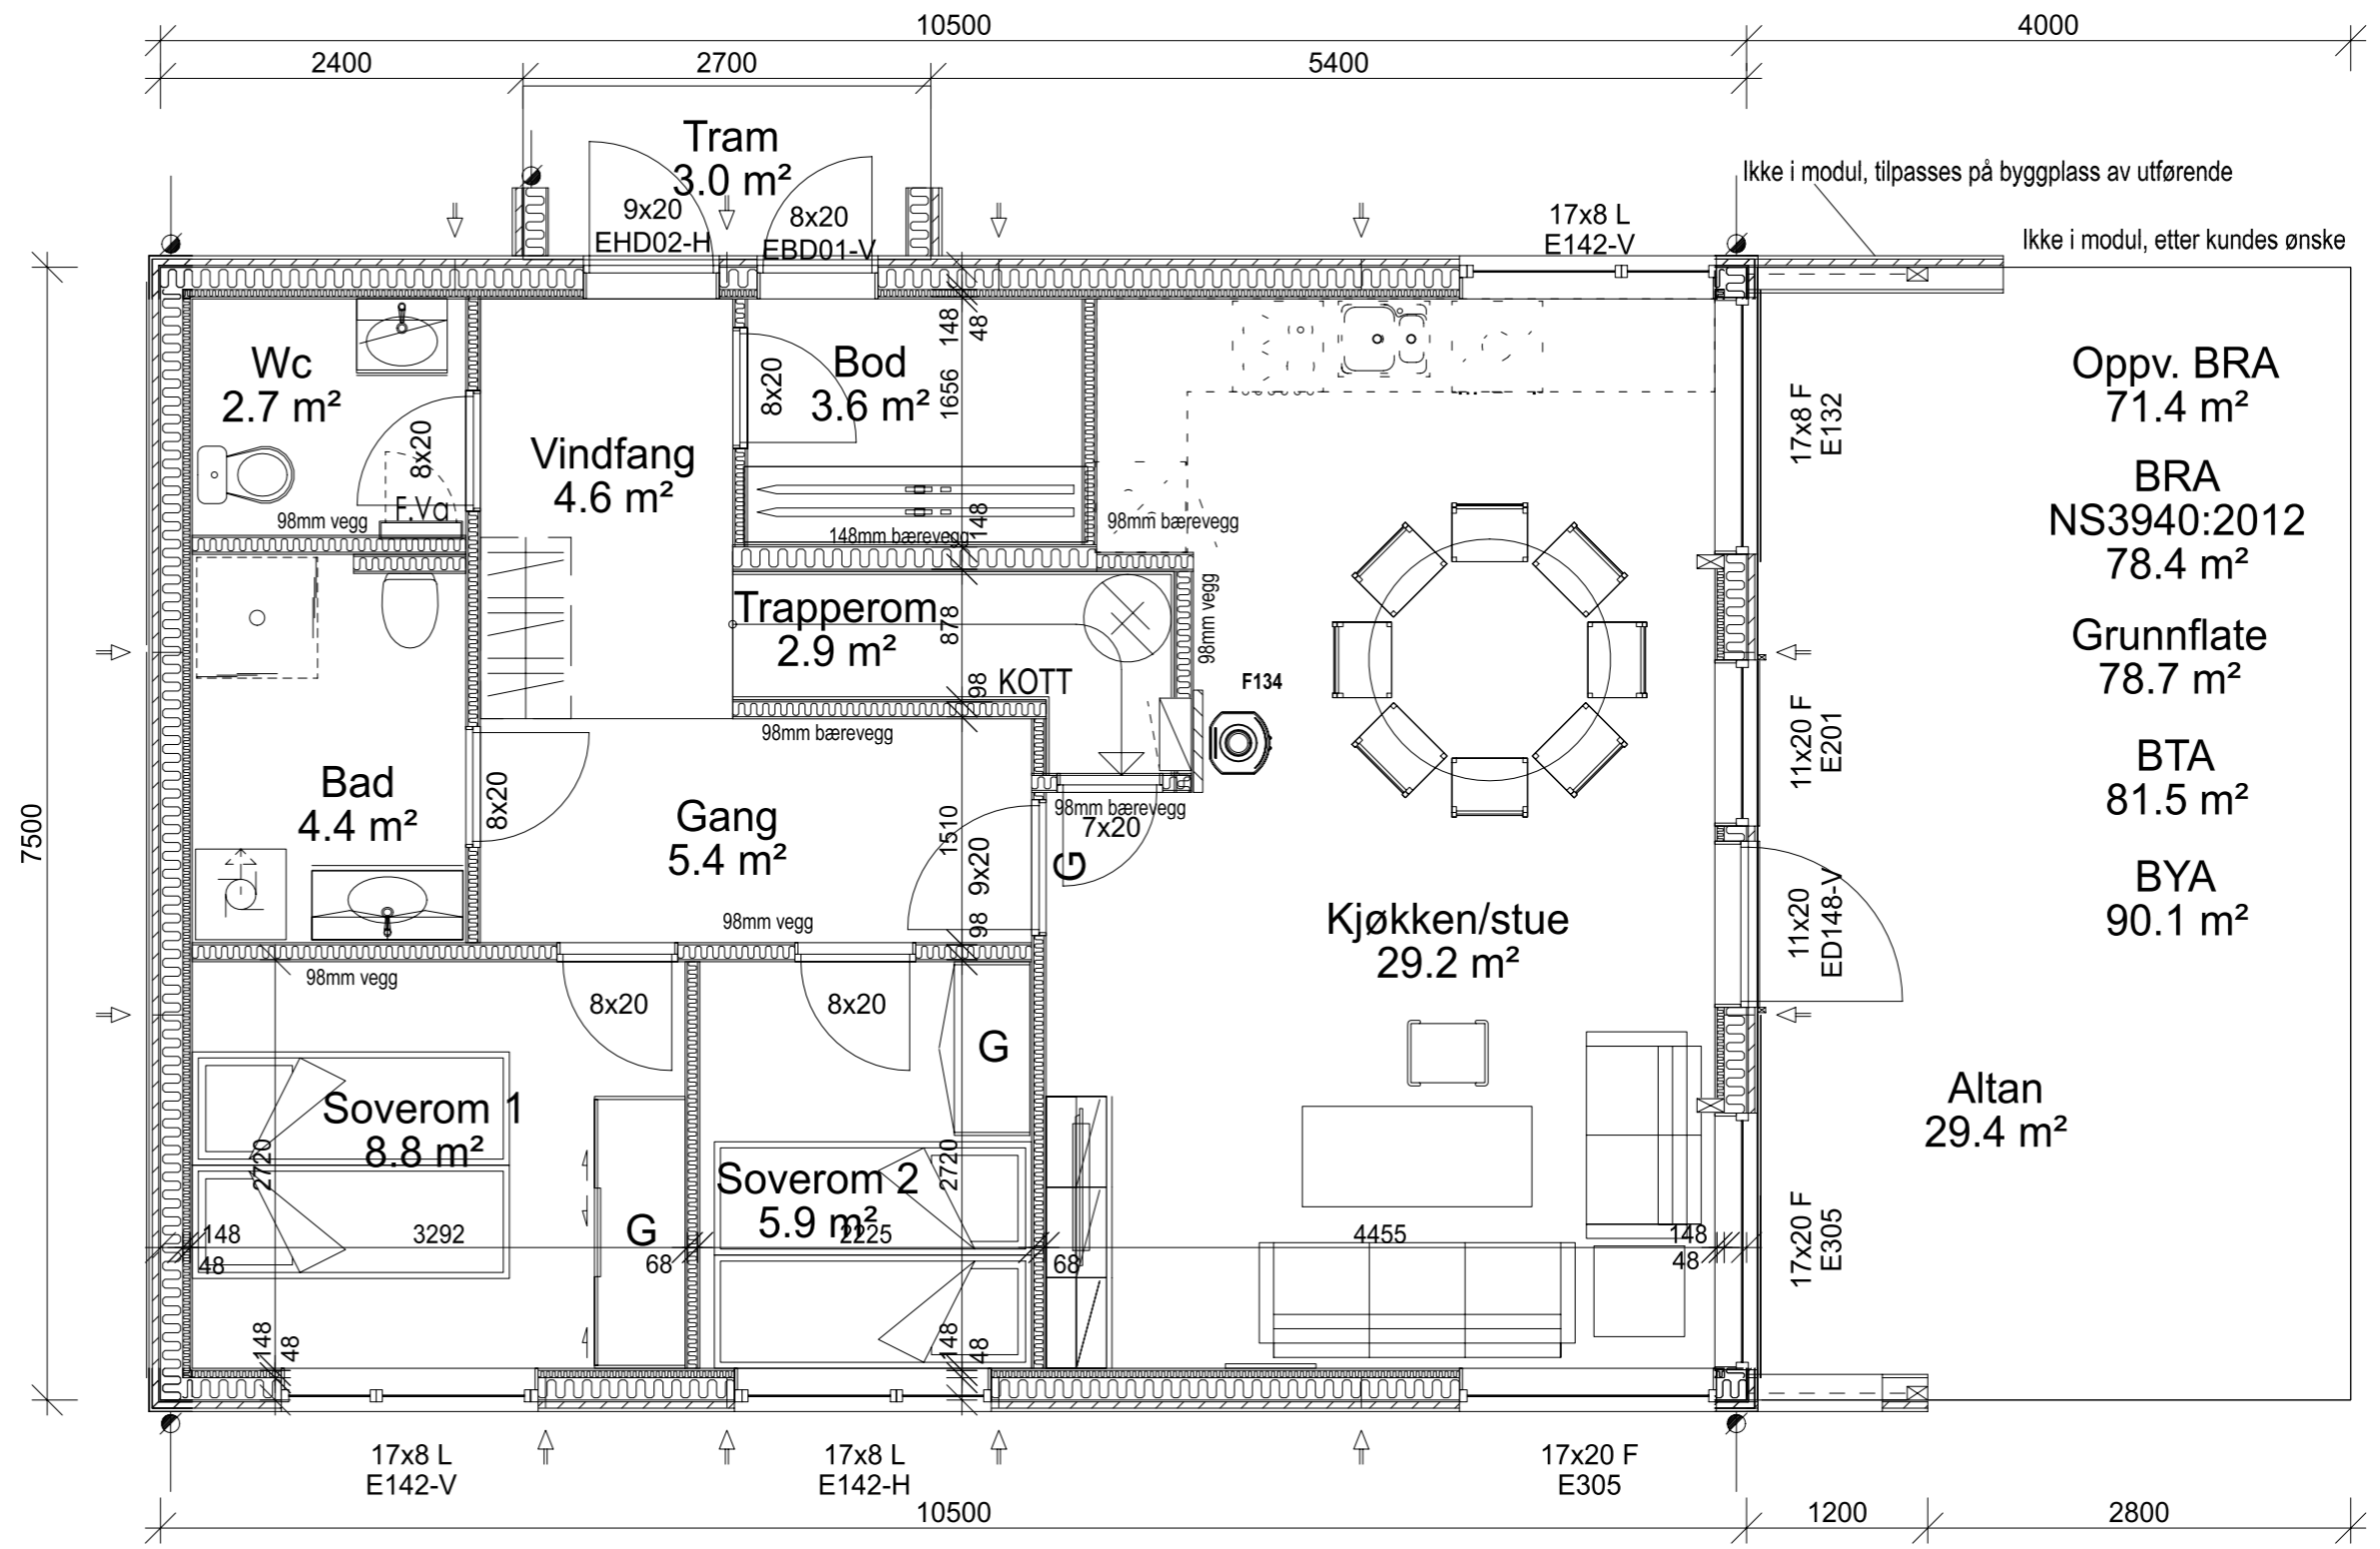 10500
4000
2400
2700
5400
Tram
3.0 m²
9x20
EHD02-H
8x20
EBD01-V
17x8 L
E142-V
Ikke i modul, tilpasses på byggplass av utførende
Ikke i modul, etter kundes ønske
Wc
2.7 m²
8x20
F.Va
98mm vegg
Vindfang
4.6 m²
8x20
Bod
3.6 m²
148
48
1656
148
148mm bærevegg
98mm bærevegg
Trapperom
2.9 m²
878
98
KOTT
98mm vegg
98mm bærevegg
F134
Bad
4.4 m²
8x20
Gang
5.4 m²
1510
9x20
98
98mm bærevegg
7x20
G
98mm vegg
98mm vegg
Kjøkken/stue
29.2 m²
17x8 F
E132
11x20 F
E201
11x20
ED148-V
17x20 F
E305
Oppv. BRA
71.4 m²
BRA
NS3940:2012
78.4 m²
Grunnflate
78.7 m²
BTA
81.5 m²
BYA
90.1 m²
Altan
29.4 m²
7500
8x20
8x20
G
Soverom 1
8.8 m²
2720
G
Soverom 2
5.9 m²
2720
148
48
3292
68
2225
68
4455
148
48
148
48
148
48
17x8 L
E142-V
17x8 L
E142-H
17x20 F
E305
10500
1200
2800